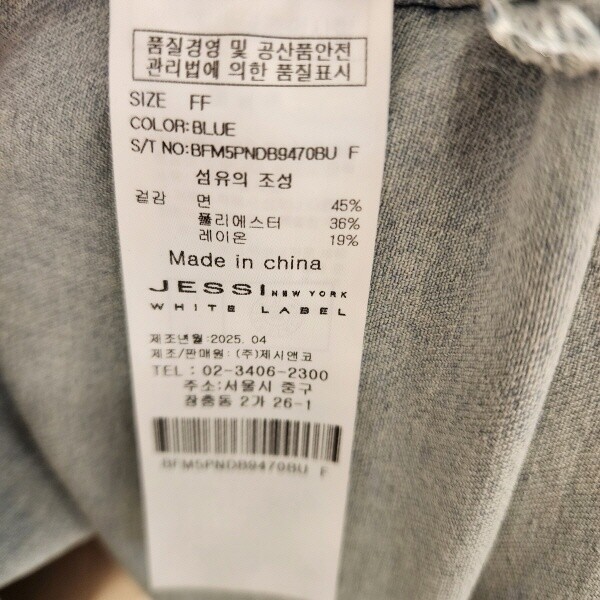 품질경영 및 공산품안전
관리법에 의한 품질표시
SIZE FF
COLOR:BLUE
S/T NO:BFM5PNDB9470BU F
섬유의 조성
겉감 면 45%
폴리에스터 36%
레이온 19%
Made in china
JESSI NEW YORK
WHITE LABEL
제조년월:2025. 04
제조/판매원: (주)제시앤코
TEL : 02-3406-2300
주소:서울시 중구
장충동 2가 26-1
BFM5PNDB9470BU F